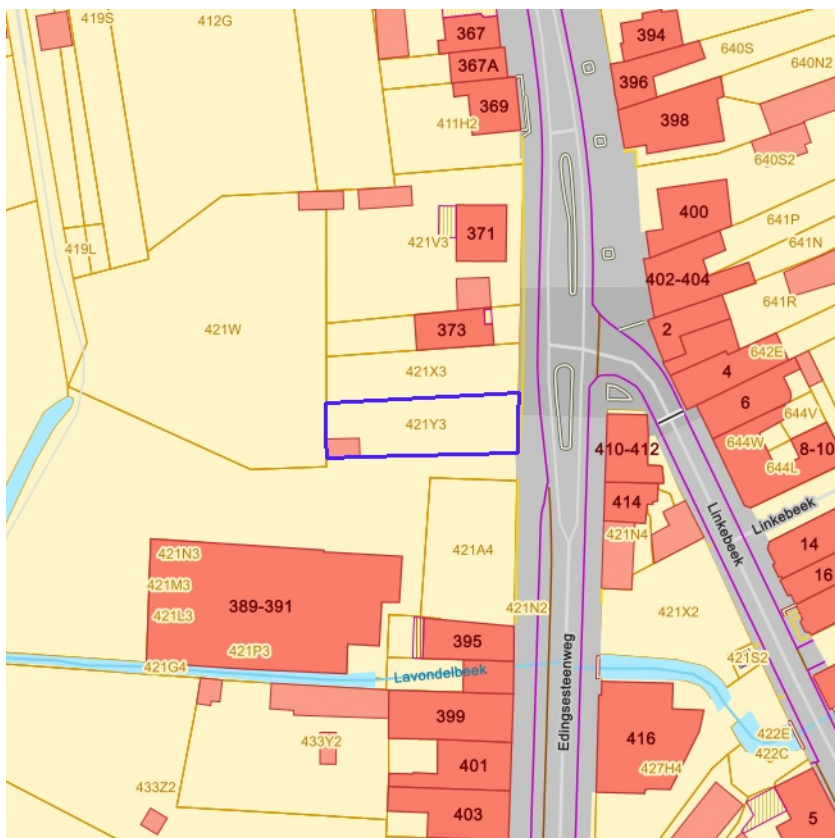 419S
412G
367
394
640S
367A
640N2
396
369
398
411H2
640S2
400
641P
371
421V3
641N
419L
402-404
641R
421W
373
2
642E
4
421X3
6
644V
421Y3
644W
8-10
410-412
644L
414
Linkebeek
Linkebeek
421N4
14
421A4
421N3
16
421M3
389-391
421N2
421X2
421L3
395
421P3
421S2
421G4
Lavondelbeek
Edingsesteenweg
399
416
422E
433Y2
422C
401
427H4
433Z2
403
5